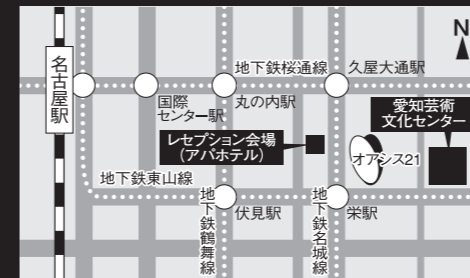 N
名古屋駅
地下鉄桜通線
久屋大通駅
国際
センター駅
丸の内駅
愛知芸術
文化センター
レセプション会場
(アパホテル)
オアシス21
地下鉄東山線
地下鉄鶴舞線
伏見駅
地下鉄名城線
栄駅